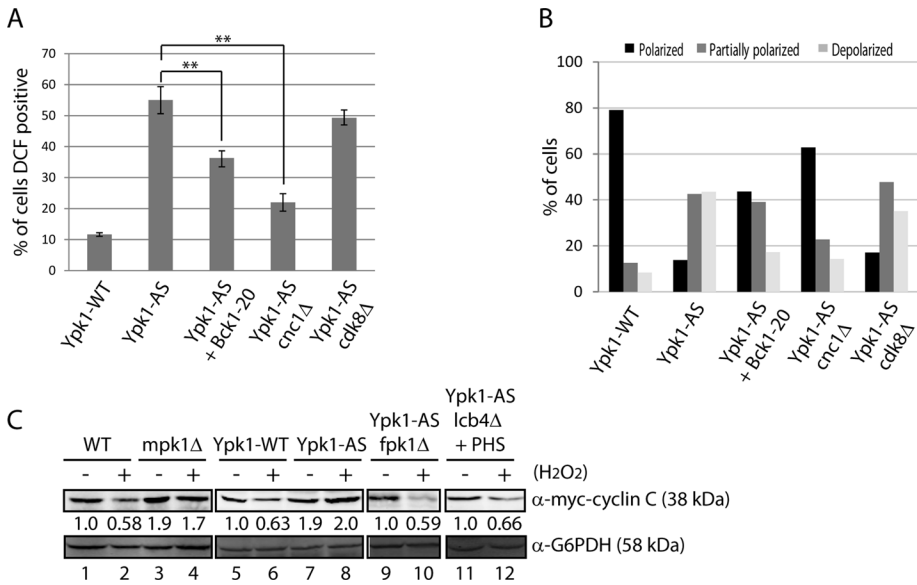 A
% of cells DCF positive
70
60
50
40
30
20
10
0
**
**
Ypk1-WT
Ypk1-AS
Ypk1-AS
+ Bck1-20
Ypk1-AS
cnc1Δ
Ypk1-AS
cdk8Δ
B
Polarized Partially polarized Depolarized
% of cells
100
80
60
40
20
0
Ypk1-WT
Ypk1-AS
Ypk1-AS
+ Bck1-20
Ypk1-AS
cnc1Δ
Ypk1-AS
cdk8Δ
C
WT mpk1Δ Ypk1-WT Ypk1-AS
Ypk1-AS
fpk1Δ
Ypk1-AS
lcb4Δ
+ PHS
- + - + - + - + - + - + (H2O2)
α-myc-cyclin C (38 kDa)
1.0 0.58 1.9 1.7 1.0 0.63 1.9 2.0 1.0 0.59 1.0 0.66
α-G6PDH (58 kDa)
1 2 3 4 5 6 7 8 9 10 11 12